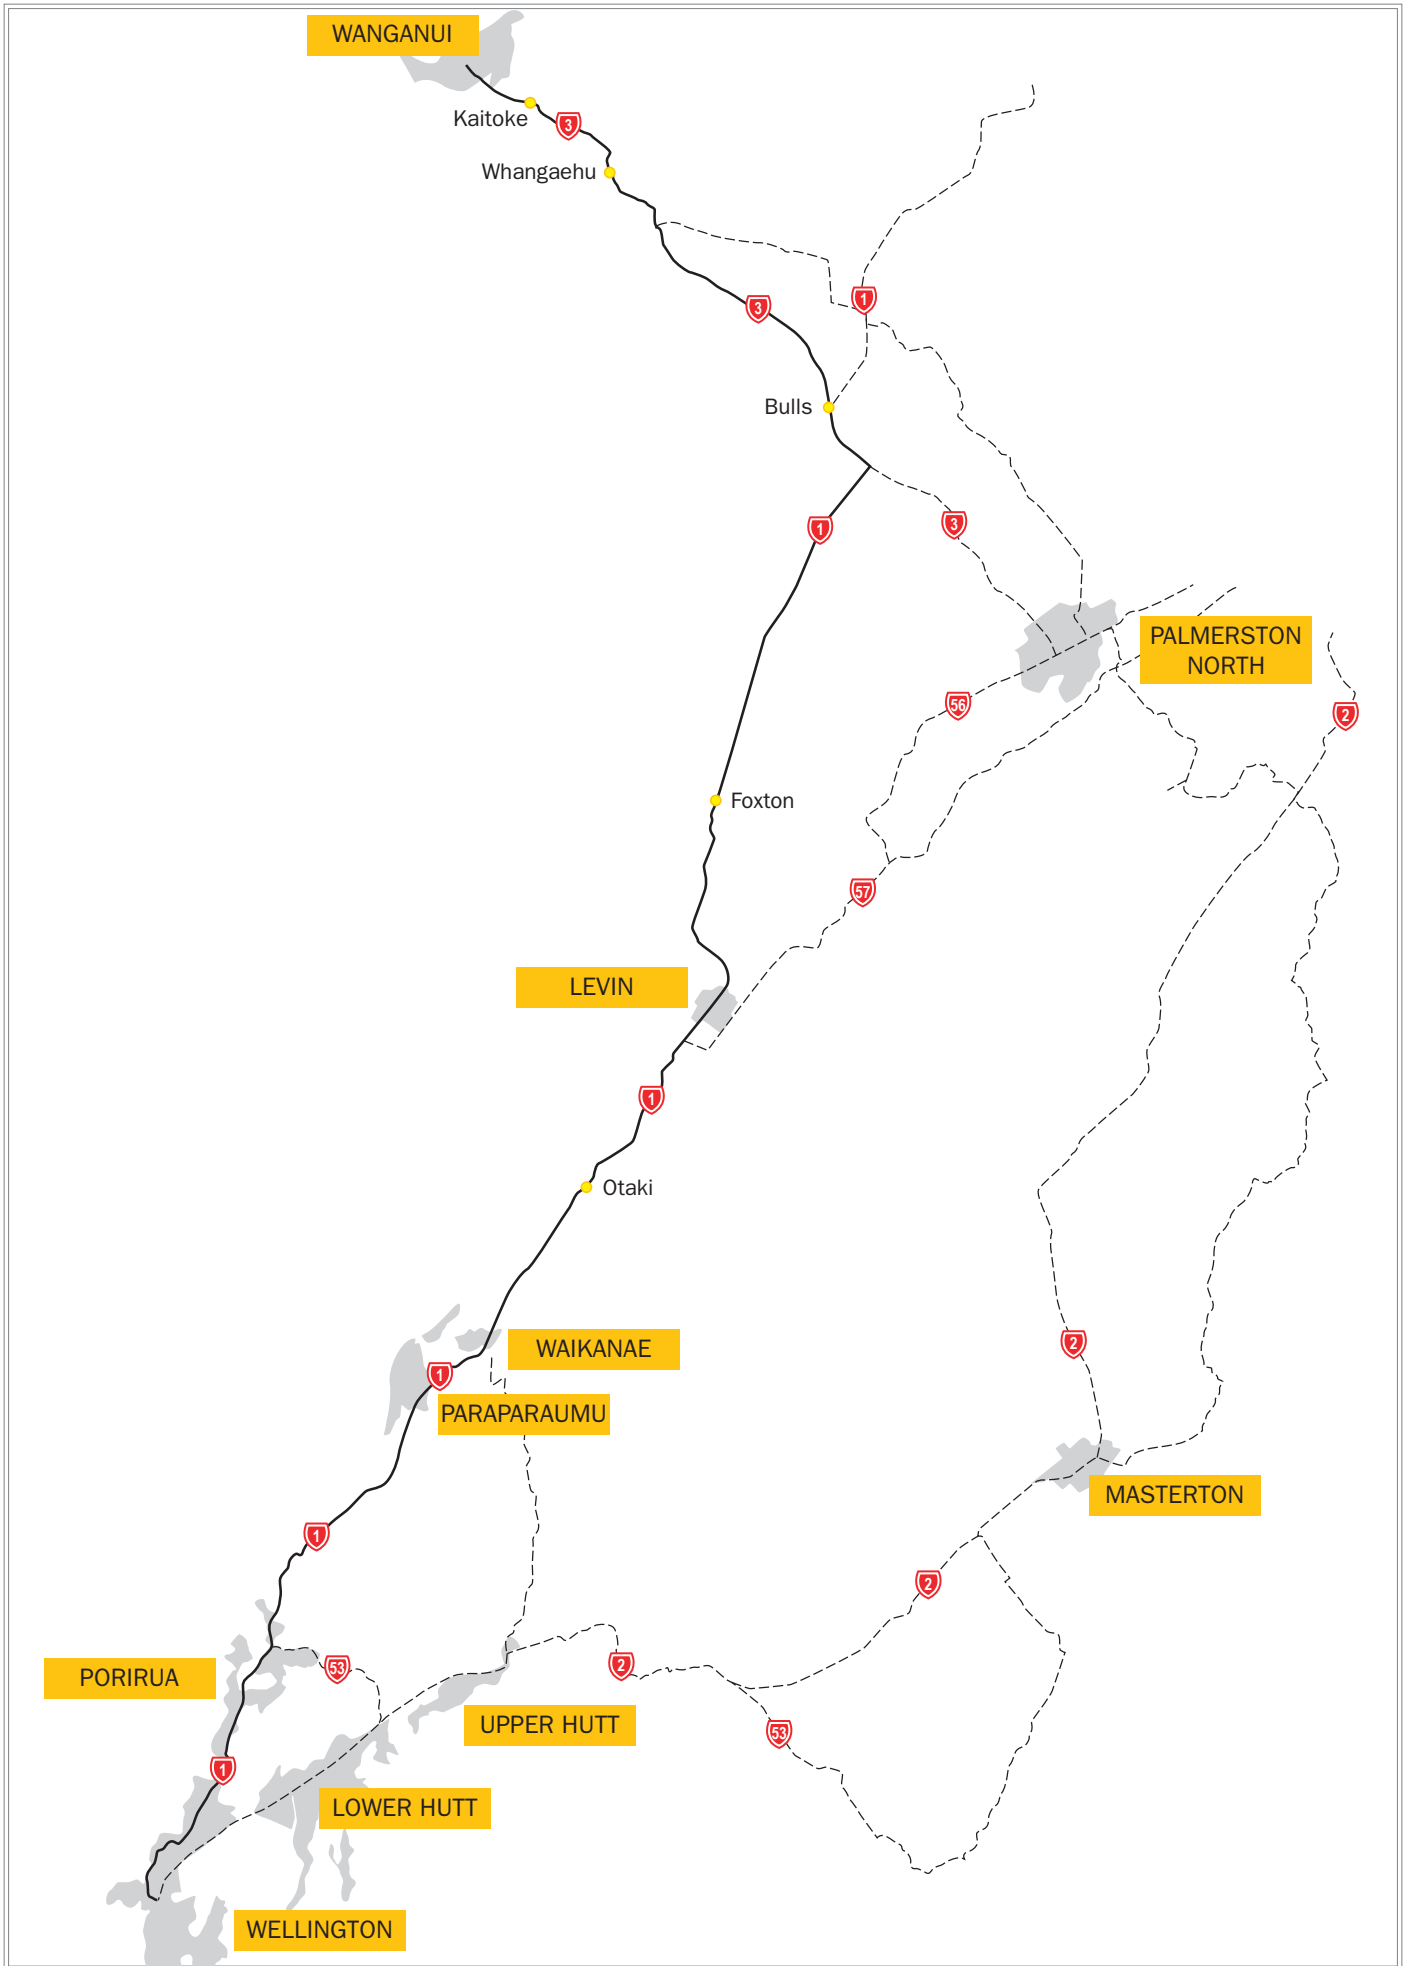 WANGANUI
Kaitoke
3
Whangaehu
1
3
Bulls
3
1
PALMERSTON
NORTH
56
2
Foxton
57
LEVIN
1
Otaki
2
WAIKANAE
1
PARAPARAUMU
MASTERTON
1
2
53
2
PORIRUA
UPPER HUTT
53
1
LOWER HUTT
WELLINGTON